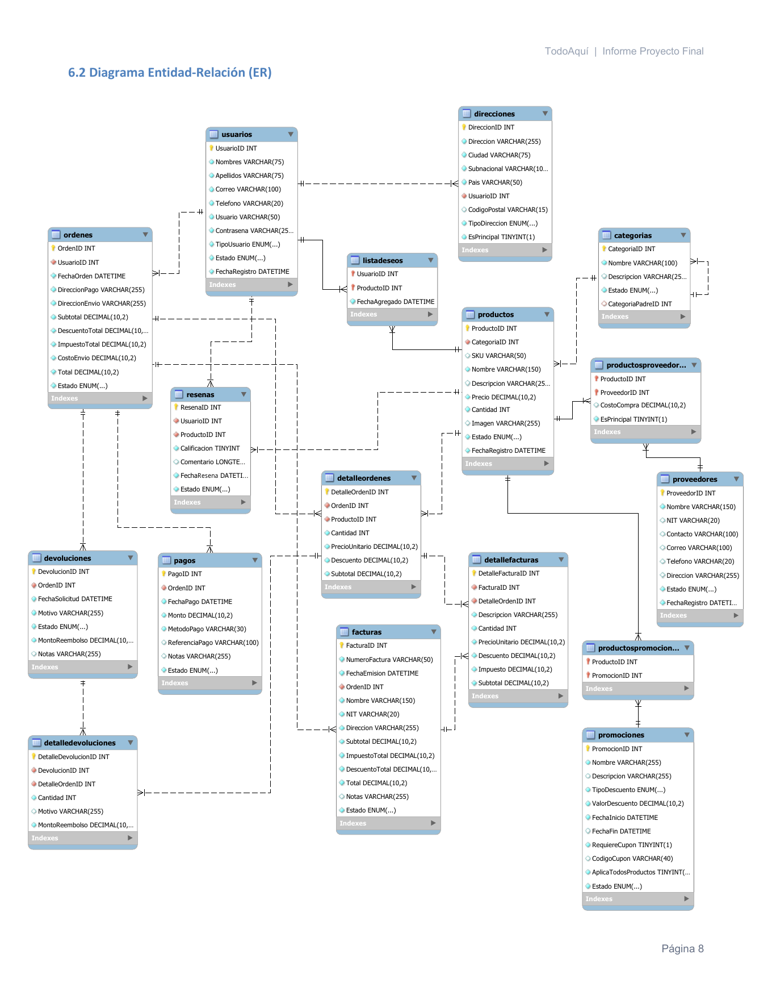 TodoAquí | Informe Proyecto Final
6.2 Diagrama Entidad-Relación (ER)
direcciones
DireccionID INT
Direccion VARCHAR(255)
Ciudad VARCHAR(75)
Subnacional VARCHAR(10...
Pais VARCHAR(50)
UsuarioID INT
CodigoPostal VARCHAR(15)
TipoDireccion ENUM(...)
EsPrincipal TINYINT(1)
Indexes
usuarios
UsuarioID INT
Nombres VARCHAR(75)
Apellidos VARCHAR(75)
Correo VARCHAR(100)
Telefono VARCHAR(20)
Usuario VARCHAR(50)
Contrasena VARCHAR(25...
TipoUsuario ENUM(...)
Estado ENUM(...)
FechaRegistro DATETIME
Indexes
ordenes
OrdenID INT
UsuarioID INT
FechaOrden DATETIME
DireccionPago VARCHAR(255)
DireccionEnvio VARCHAR(255)
Subtotal DECIMAL(10,2)
DescuentoTotal DECIMAL(10,...
ImpuestoTotal DECIMAL(10,2)
CostoEnvio DECIMAL(10,2)
Total DECIMAL(10,2)
Estado ENUM(...)
Indexes
listadeseos
UsuarioID INT
ProductoID INT
FechaAgregado DATETIME
Indexes
categorias
CategoriaID INT
Nombre VARCHAR(100)
Descripcion VARCHAR(25...
Estado ENUM(...)
CategoriaPadreID INT
Indexes
productos
ProductoID INT
CategoriaID INT
SKU VARCHAR(50)
Nombre VARCHAR(150)
Descripcion VARCHAR(25...
Precio DECIMAL(10,2)
Cantidad INT
Imagen VARCHAR(255)
Estado ENUM(...)
FechaRegistro DATETIME
Indexes
productosproveedor...
ProductoID INT
ProveedorID INT
CostoCompra DECIMAL(10,2)
EsPrincipal TINYINT(1)
Indexes
resenas
ResenaID INT
UsuarioID INT
ProductoID INT
Calificacion TINYINT
Comentario LONGTE...
FechaResena DATETI...
Estado ENUM(...)
Indexes
detalleordenes
DetalleOrdenID INT
OrdenID INT
ProductoID INT
Cantidad INT
PrecioUnitario DECIMAL(10,2)
Descuento DECIMAL(10,2)
Subtotal DECIMAL(10,2)
Indexes
proveedores
ProveedorID INT
Nombre VARCHAR(150)
NIT VARCHAR(20)
Contacto VARCHAR(100)
Correo VARCHAR(100)
Telefono VARCHAR(20)
Direccion VARCHAR(255)
Estado ENUM(...)
FechaRegistro DATETI...
Indexes
devoluciones
DevolucionID INT
OrdenID INT
FechaSolicitud DATETIME
Motivo VARCHAR(255)
Estado ENUM(...)
MontoReembolso DECIMAL(10,...
Notas VARCHAR(255)
Indexes
pagos
PagoID INT
OrdenID INT
FechaPago DATETIME
Monto DECIMAL(10,2)
MetodoPago VARCHAR(30)
ReferenciaPago VARCHAR(100)
Notas VARCHAR(255)
Estado ENUM(...)
Indexes
detallefacturas
DetalleFacturaID INT
FacturaID INT
DetalleOrdenID INT
Descripcion VARCHAR(255)
Cantidad INT
PrecioUnitario DECIMAL(10,2)
Descuento DECIMAL(10,2)
Impuesto DECIMAL(10,2)
Subtotal DECIMAL(10,2)
Indexes
facturas
FacturaID INT
NumeroFactura VARCHAR(50)
FechaEmision DATETIME
OrdenID INT
Nombre VARCHAR(150)
NIT VARCHAR(20)
Direccion VARCHAR(255)
Subtotal DECIMAL(10,2)
ImpuestoTotal DECIMAL(10,2)
DescuentoTotal DECIMAL(10,...
Total DECIMAL(10,2)
Notas VARCHAR(255)
Estado ENUM(...)
Indexes
productospromocion...
ProductoID INT
PromocionID INT
Indexes
detalledevoluciones
DetalleDevolucionID INT
DevolucionID INT
DetalleOrdenID INT
Cantidad INT
Motivo VARCHAR(255)
MontoReembolso DECIMAL(10,...
Indexes
promociones
PromocionID INT
Nombre VARCHAR(255)
Descripcion VARCHAR(255)
TipoDescuento ENUM(...)
ValorDescuento DECIMAL(10,2)
FechaInicio DATETIME
FechaFin DATETIME
RequiereCupon TINYINT(1)
CodigoCupon VARCHAR(40)
AplicaTodosProductos TINYINT(...
Estado ENUM(...)
Indexes
Página 8